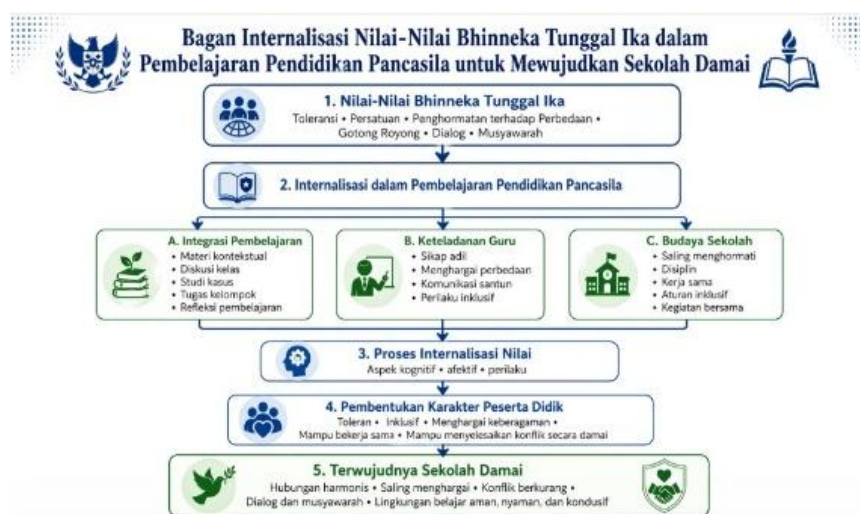 Bagan Internalisasi Nilai-Nilai Bhinneka Tunggal Ika dalam
Pembelajaran Pendidikan Pancasila untuk Mewujudkan Sekolah Damai
1. Nilai-Nilai Bhinneka Tunggal Ika
Toleransi • Persatuan • Penghormatan terhadap Perbedaan •
Gotong Royong • Dialog • Musyawarah
2. Internalisasi dalam Pembelajaran Pendidikan Pancasila
A. Integrasi Pembelajaran
• Materi kontekstual
• Diskusi kelas
• Studi kasus
• Tugas kelompok
• Refleksi pembelajaran
B. Keteladanan Guru
• Sikap adil
• Menghargai perbedaan
• Komunikasi santun
• Perilaku inklusif
C. Budaya Sekolah
• Saling menghormati
• Disiplin
• Kerja sama
• Aturan inklusif
• Kegiatan bersama
3. Proses Internalisasi Nilai
Aspek kognitif • afektif • perilaku
4. Pembentukan Karakter Peserta Didik
Toleran • Inklusif • Menghargai keberagaman •
Mampu bekerja sama • Mampu menyelesaikan konflik secara damai
5. Terwujudnya Sekolah Damai
Hubungan harmonis • Saling menghargai • Konflik berkurang •
Dialog dan musyawarah • Lingkungan belajar aman, nyaman, dan kondusif